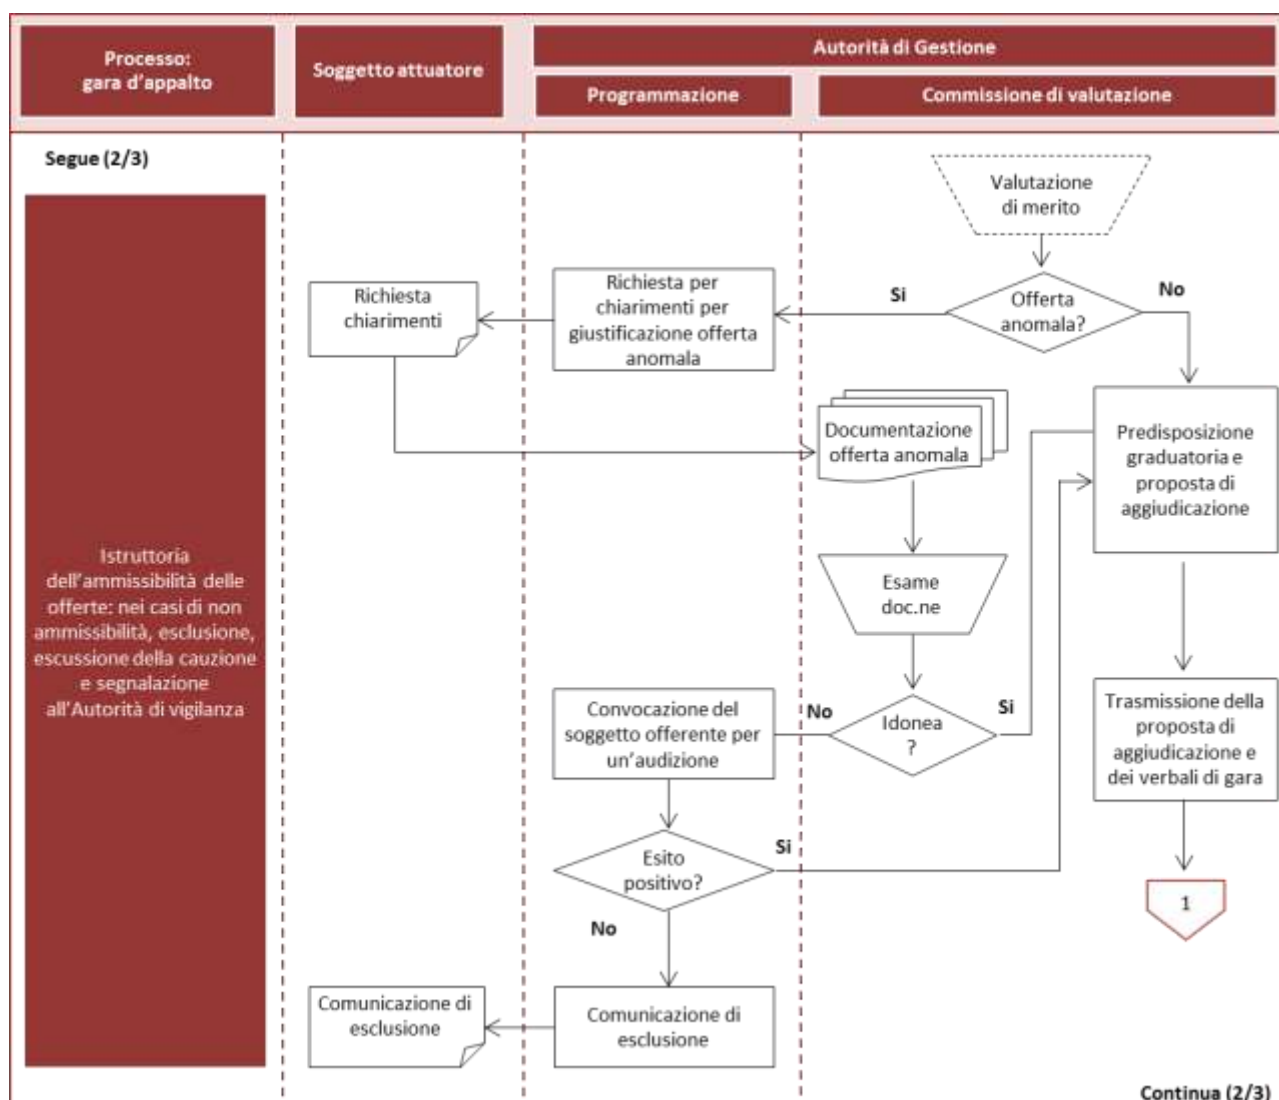 Processo:
gara d'appalto
Soggetto attuatore
Autorità di Gestione
Programmazione
Commissione di valutazione
Segue (2/3)
Valutazione
di merito
Offerta
anomala?
Si
No
Richiesta per
chiarimenti per
giustificazione offerta
anomala
Richiesta
chiarimenti
Documentazione
offerta anomala
Predisposizione
graduatoria e
proposta di
aggiudicazione
Istruttoria
dell'ammissibilità delle
offerte: nei casi di non
ammissibilità, esclusione,
escussione della cauzione
e segnalazione
all'Autorità di vigilanza
Esame
doc.ne
Idonea
?
No
Si
Convocazione del
soggetto offerente per
un'audizione
Trasmissione della
proposta di
aggiudicazione e
dei verbali di gara
Esito
positivo?
Si
No
1
Comunicazione di
esclusione
Comunicazione di
esclusione
Continua (2/3)